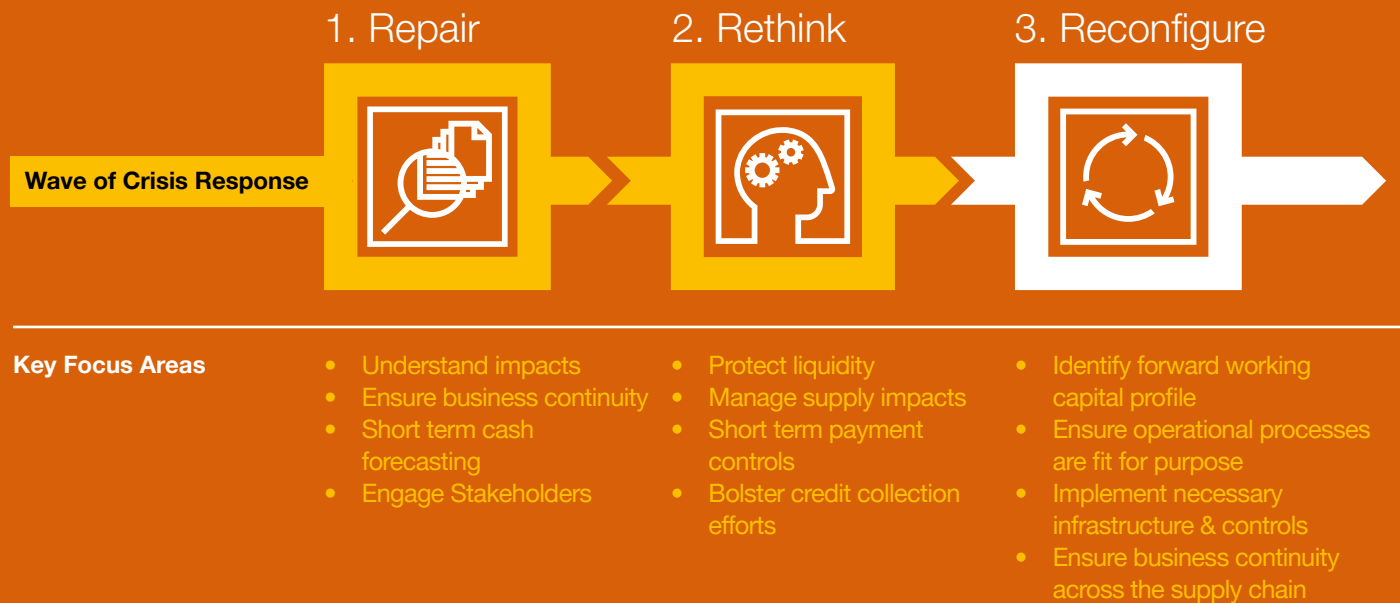 1. Repair
2. Rethink
3. Reconfigure
Wave of Crisis Response
Key Focus Areas
• Understand impacts
• Ensure business continuity
• Short term cash
forecasting
• Engage Stakeholders
• Protect liquidity
• Manage supply impacts
• Short term payment
controls
• Bolster credit collection
efforts
• Identify forward working
capital profile
• Ensure operational processes
are fit for purpose
• Implement necessary
infrastructure & controls
• Ensure business continuity
across the supply chain